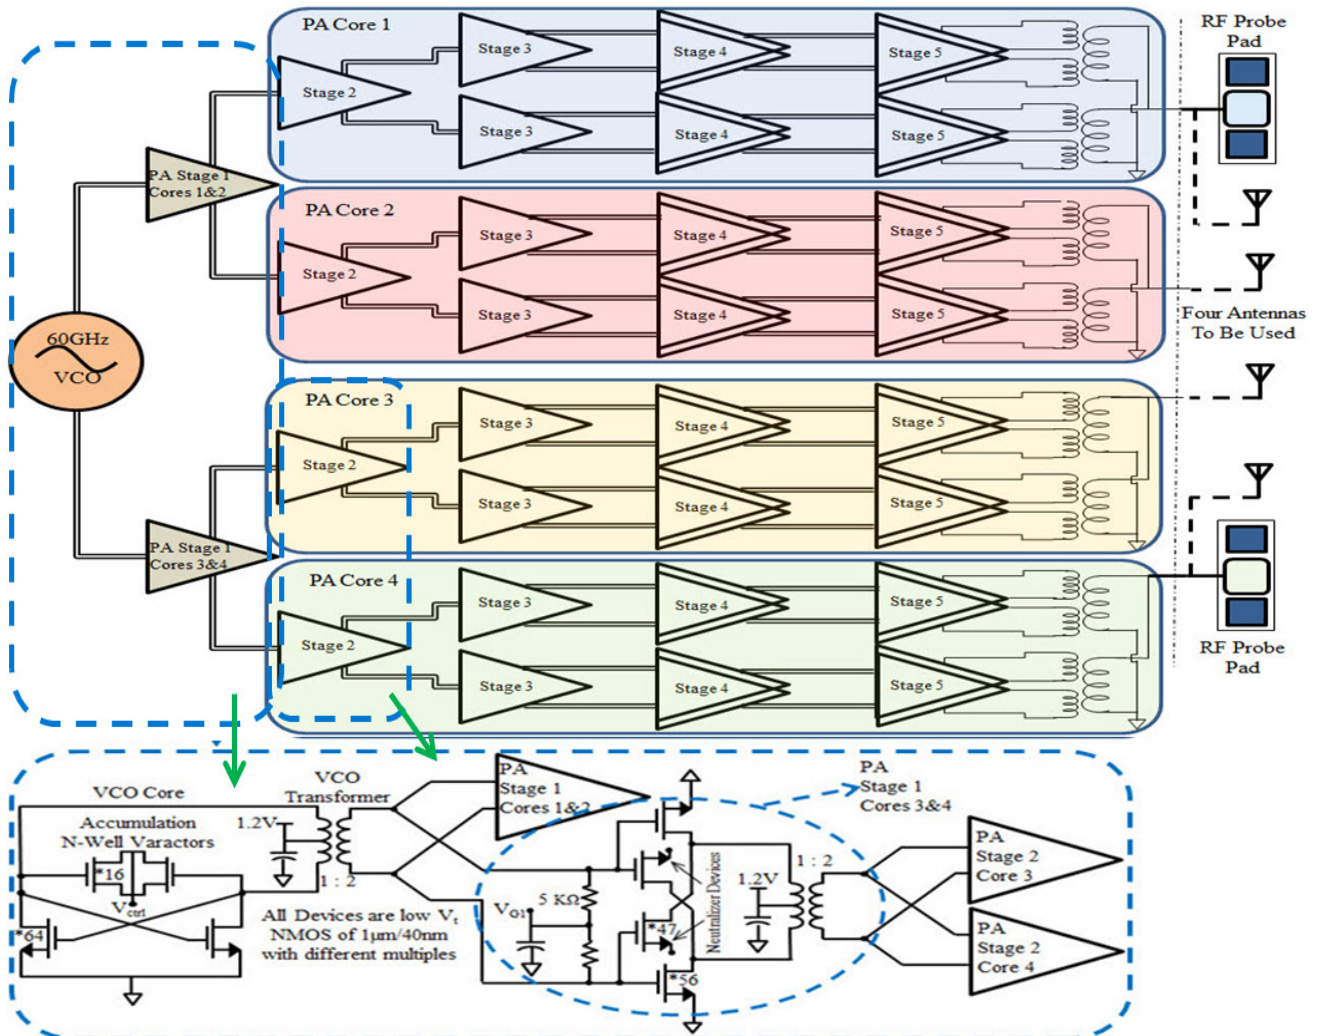 PA Core 1
Stage 2
Stage 3
Stage 3
Stage 4
Stage 4
Stage 5
Stage 5
RF Probe
Pad
PA Stage 1
Cores 1&2
PA Core 2
Stage 2
Stage 3
Stage 3
Stage 4
Stage 4
Stage 5
Stage 5
60GHz
VCO
Four Antennas
To Be Used
PA Core 3
Stage 2
Stage 3
Stage 3
Stage 4
Stage 4
Stage 5
Stage 5
PA Stage 1
Cores 3&4
PA Core 4
Stage 2
Stage 3
Stage 3
Stage 4
Stage 4
Stage 5
Stage 5
RF Probe
Pad
VCO Core
Accumulation
N-Well Varactors
*16
Vctrl
*64
VCO
Transformer
1.2V
1 : 2
All Devices are low Vt
NMOS of 1μm/40nm
with different multiples
PA
Stage 1
Cores 1&2
VG1
5 KΩ
*47
*56
Neutralizer Devices
1.2V
1 : 2
PA
Stage 1
Cores 3&4
PA
Stage 2
Core 3
PA
Stage 2
Core 4